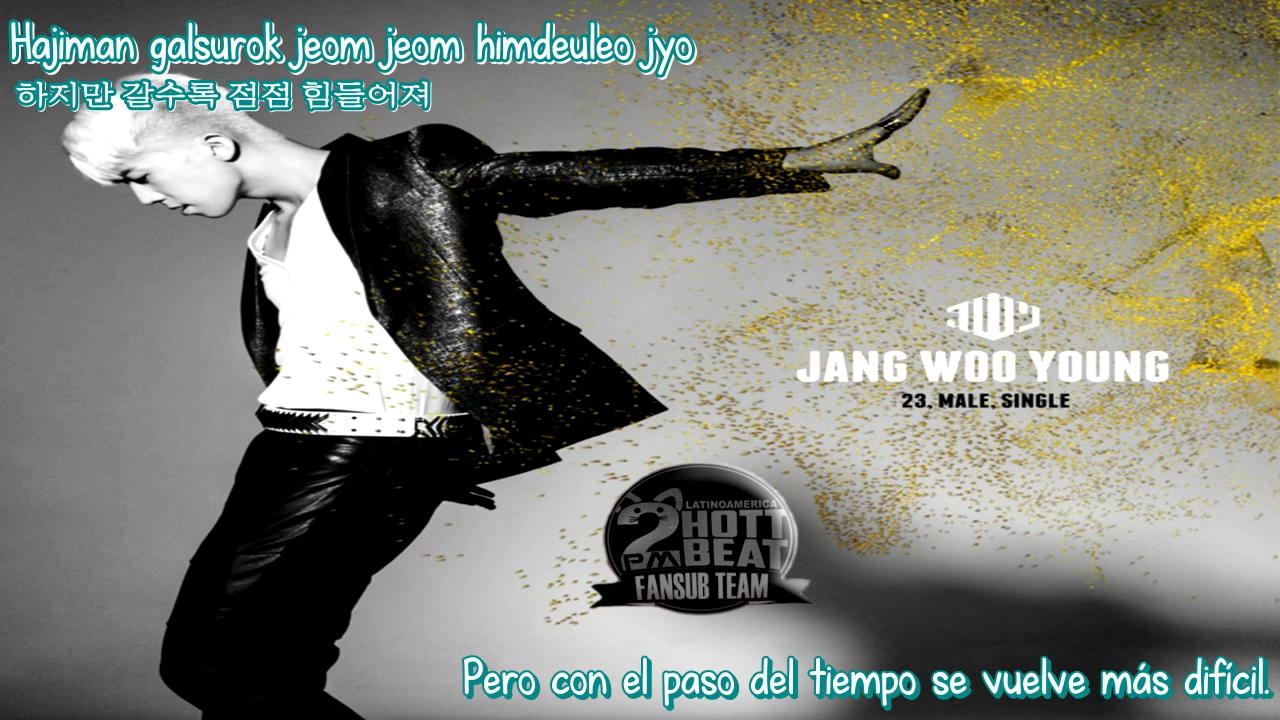 Hajiman galsurok jeom jeom himdeuleo jyo
하지만 갈수록 점점 힘들어져
JWY
JANG WOO YOUNG
23, MALE, SINGLE
LATINOAMERICA
2PM
HOTT
BEAT
FANSUB TEAM
Pero con el paso del tiempo se vuelve más difícil.